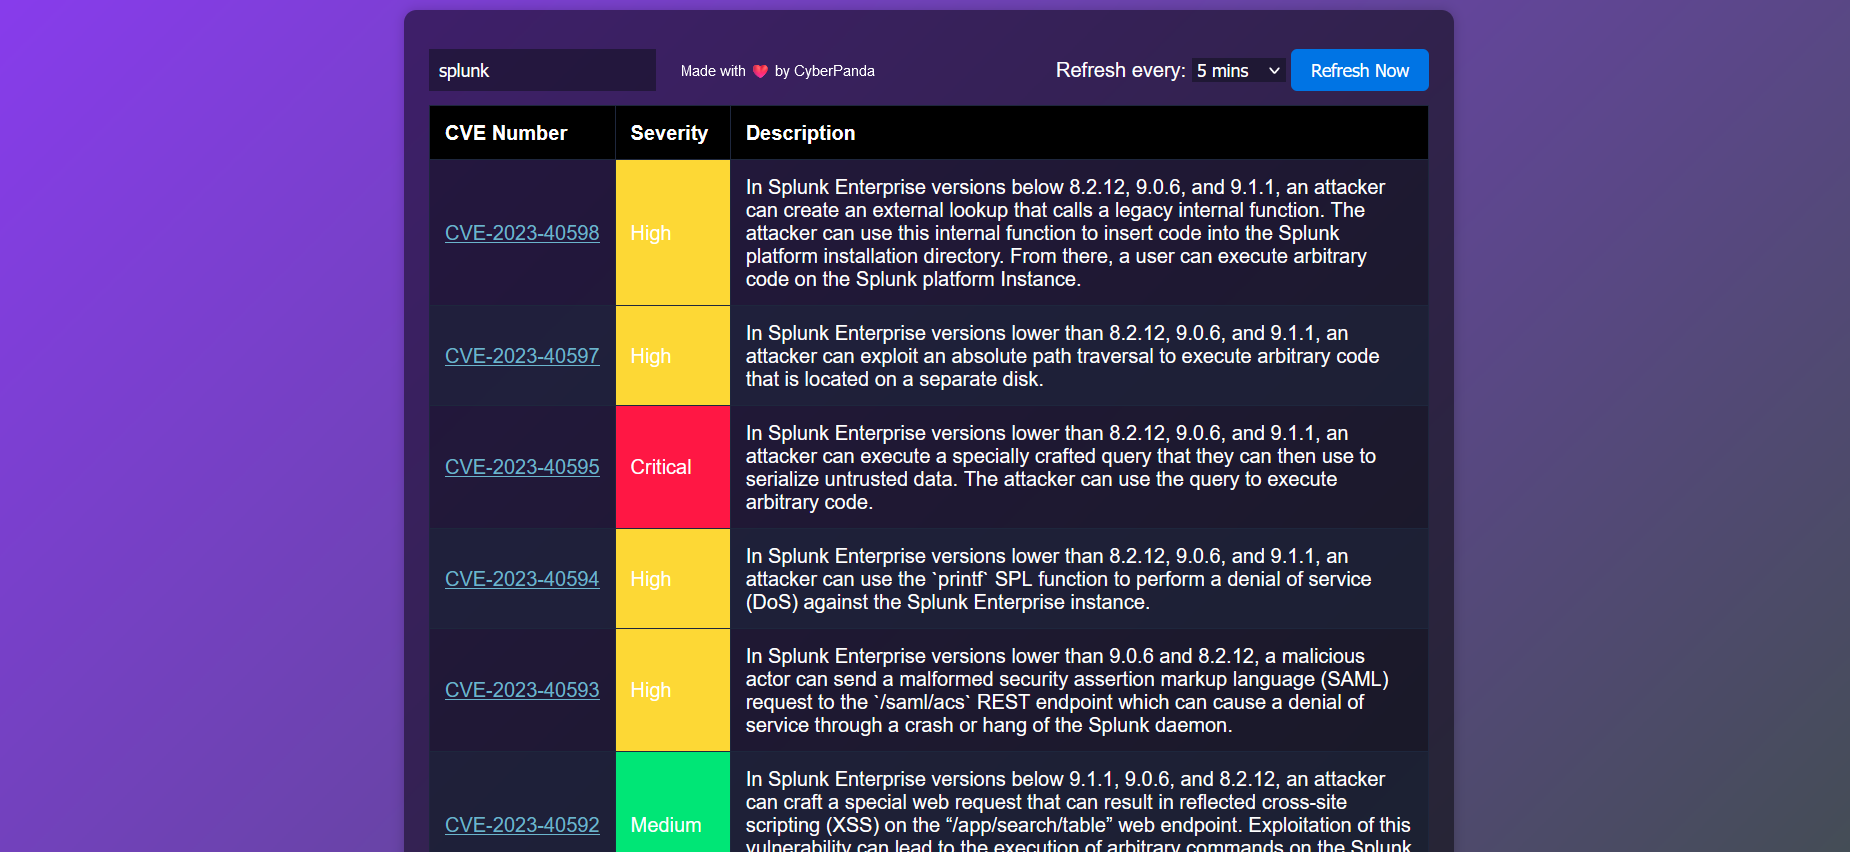 splunk
Made with ❤️ by CyberPanda
Refresh every: 5 mins
Refresh Now
CVE Number Severity Description
CVE-2023-40598
High
In Splunk Enterprise versions below 8.2.12, 9.0.6, and 9.1.1, an attacker
can create an external lookup that calls a legacy internal function. The
attacker can use this internal function to insert code into the Splunk
platform installation directory. From there, a user can execute arbitrary
code on the Splunk platform Instance.
CVE-2023-40597
High
In Splunk Enterprise versions lower than 8.2.12, 9.0.6, and 9.1.1, an
attacker can exploit an absolute path traversal to execute arbitrary code
that is located on a separate disk.
CVE-2023-40595
Critical
In Splunk Enterprise versions lower than 8.2.12, 9.0.6, and 9.1.1, an
attacker can execute a specially crafted query that they can then use to
serialize untrusted data. The attacker can use the query to execute
arbitrary code.
CVE-2023-40594
High
In Splunk Enterprise versions lower than 8.2.12, 9.0.6, and 9.1.1, an
attacker can use the `printf` SPL function to perform a denial of service
(DoS) against the Splunk Enterprise instance.
CVE-2023-40593
High
In Splunk Enterprise versions lower than 9.0.6 and 8.2.12, a malicious
actor can send a malformed security assertion markup language (SAML)
request to the `/saml/acs` REST endpoint which can cause a denial of
service through a crash or hang of the Splunk daemon.
CVE-2023-40592
Medium
In Splunk Enterprise versions below 9.1.1, 9.0.6, and 8.2.12, an attacker
can craft a special web request that can result in reflected cross-site
scripting (XSS) on the “/app/search/table” web endpoint. Exploitation of this
vulnerability can lead to the execution of arbitrary commands on the Splunk